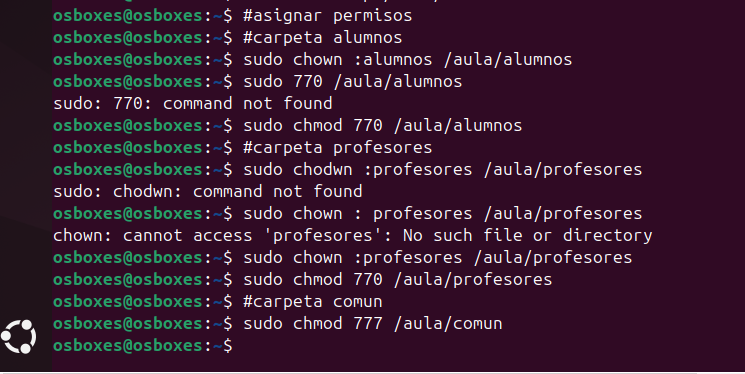 osboxes@osboxes:~$ #asignar permisos
osboxes@osboxes:~$ #carpeta alumnos
osboxes@osboxes:~$ sudo chown :alumnos /aula/alumnos
osboxes@osboxes:~$ sudo 770 /aula/alumnos
sudo: 770: command not found
osboxes@osboxes:~$ sudo chmod 770 /aula/alumnos
osboxes@osboxes:~$ #carpeta profesores
osboxes@osboxes:~$ sudo chodwn :profesores /aula/profesores
sudo: chodwn: command not found
osboxes@osboxes:~$ sudo chown : profesores /aula/profesores
chown: cannot access 'profesores': No such file or directory
osboxes@osboxes:~$ sudo chown :profesores /aula/profesores
osboxes@osboxes:~$ sudo chmod 770 /aula/profesores
osboxes@osboxes:~$ #carpeta comun
osboxes@osboxes:~$ sudo chmod 777 /aula/comun
osboxes@osboxes:~$